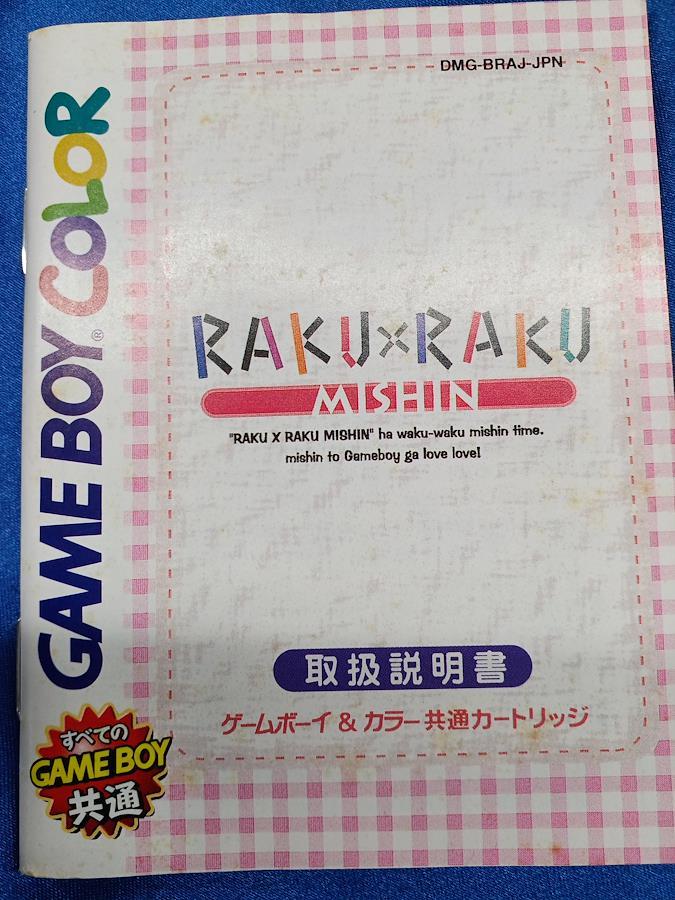 DMG-BRAJ-JPN
GAME BOY® COLOR
RAKU×RAKU
MISHIN
"RAKU X RAKU MISHIN" ha waku-waku mishin time.
mishin to Gameboy ga love love!
取扱説明書
ゲームボーイ & カラー共通カートリッジ
すべての
GAME BOY
共通